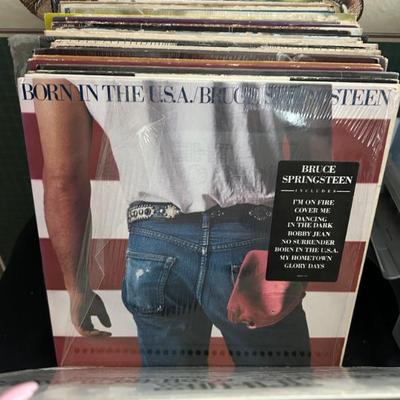 BORN IN THE U.S.A./BRUCE SPRINGSTEEN
BRUCE
SPRINGSTEEN
INCLUDES
I'M ON FIRE
COVER ME
DANCING
IN THE DARK
BOBBY JEAN
NO SURRENDER
BORN IN THE U.S.A.
MY HOMETOWN
GLORY DAYS